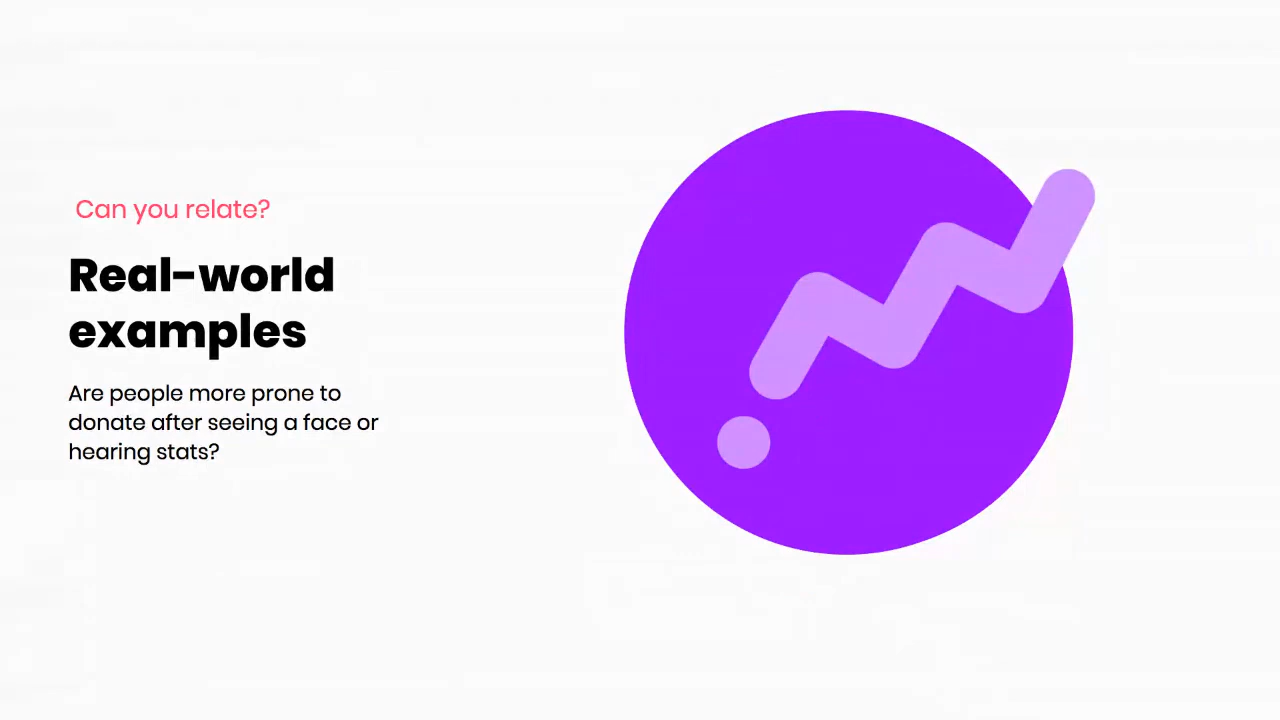 Can you relate?
Real-world
examples
Are people more prone to
donate after seeing a face or
hearing stats?